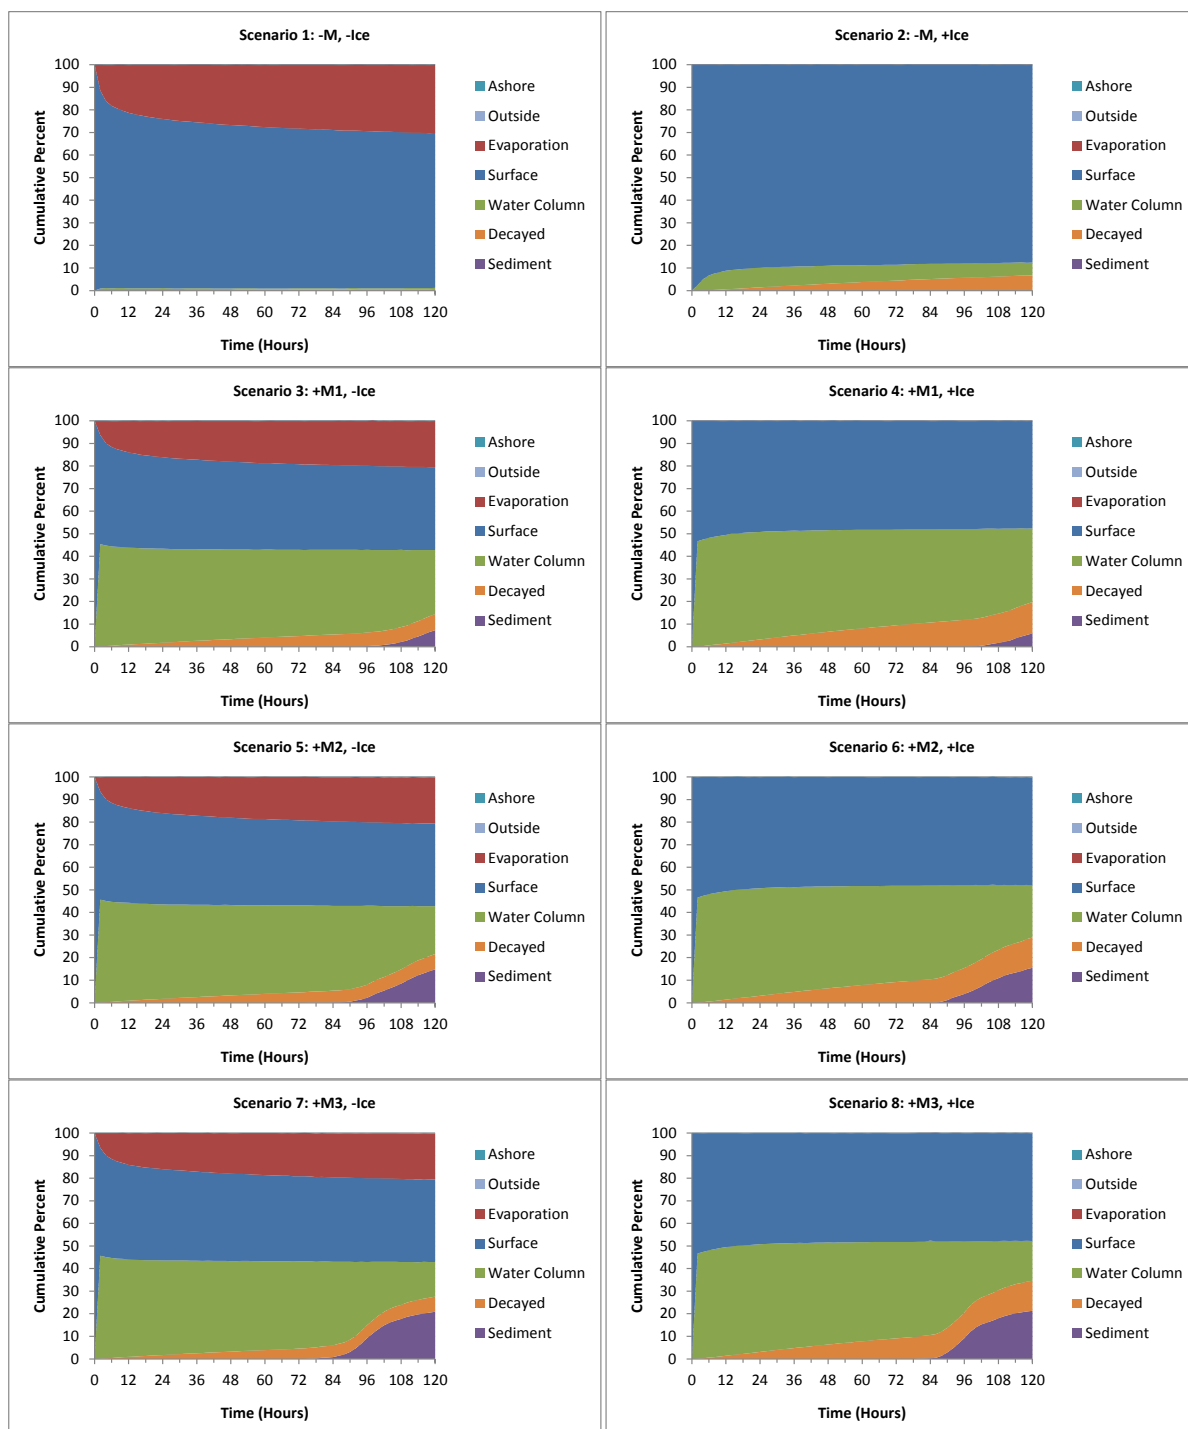 Scenario 1: -M, -Ice
Cumulative Percent
100
90
80
70
60
50
40
30
20
10
0
0 12 24 36 48 60 72 84 96 108 120
Time (Hours)
Ashore
Outside
Evaporation
Surface
Water Column
Decayed
Sediment
Scenario 2: -M, +Ice
Cumulative Percent
100
90
80
70
60
50
40
30
20
10
0
0 12 24 36 48 60 72 84 96 108 120
Time (Hours)
Ashore
Outside
Evaporation
Surface
Water Column
Decayed
Sediment
Scenario 3: +M1, -Ice
Cumulative Percent
100
90
80
70
60
50
40
30
20
10
0
0 12 24 36 48 60 72 84 96 108 120
Time (Hours)
Ashore
Outside
Evaporation
Surface
Water Column
Decayed
Sediment
Scenario 4: +M1, +Ice
Cumulative Percent
100
90
80
70
60
50
40
30
20
10
0
0 12 24 36 48 60 72 84 96 108 120
Time (Hours)
Ashore
Outside
Evaporation
Surface
Water Column
Decayed
Sediment
Scenario 5: +M2, -Ice
Cumulative Percent
100
90
80
70
60
50
40
30
20
10
0
0 12 24 36 48 60 72 84 96 108 120
Time (Hours)
Ashore
Outside
Evaporation
Surface
Water Column
Decayed
Sediment
Scenario 6: +M2, +Ice
Cumulative Percent
100
90
80
70
60
50
40
30
20
10
0
0 12 24 36 48 60 72 84 96 108 120
Time (Hours)
Ashore
Outside
Evaporation
Surface
Water Column
Decayed
Sediment
Scenario 7: +M3, -Ice
Cumulative Percent
100
90
80
70
60
50
40
30
20
10
0
0 12 24 36 48 60 72 84 96 108 120
Time (Hours)
Ashore
Outside
Evaporation
Surface
Water Column
Decayed
Sediment
Scenario 8: +M3, +Ice
Cumulative Percent
100
90
80
70
60
50
40
30
20
10
0
0 12 24 36 48 60 72 84 96 108 120
Time (Hours)
Ashore
Outside
Evaporation
Surface
Water Column
Decayed
Sediment